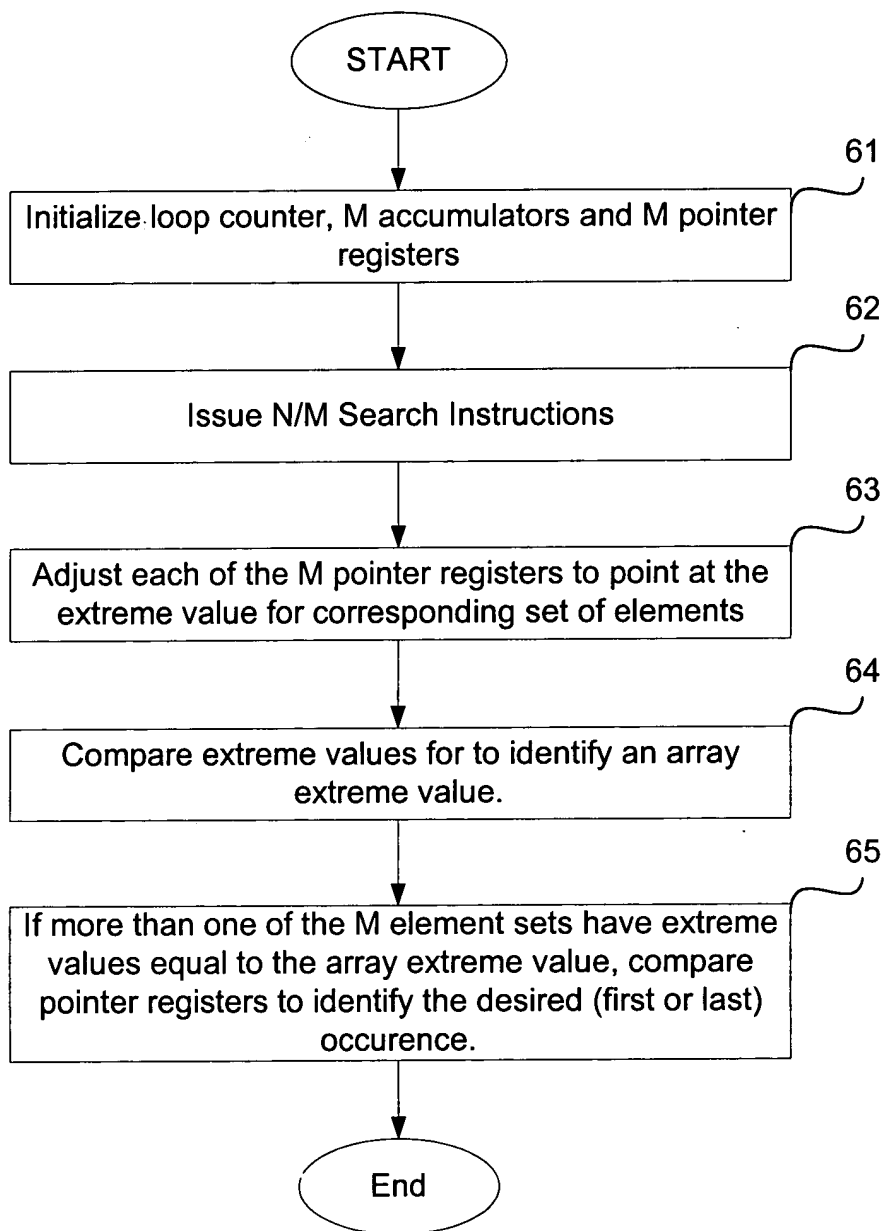 START
61
Initialize loop counter, M accumulators and M pointer
registers
62
Issue N/M Search Instructions
63
Adjust each of the M pointer registers to point at the
extreme value for corresponding set of elements
64
Compare extreme values for to identify an array
extreme value.
65
If more than one of the M element sets have extreme
values equal to the array extreme value, compare
pointer registers to identify the desired (first or last)
occurence.
End